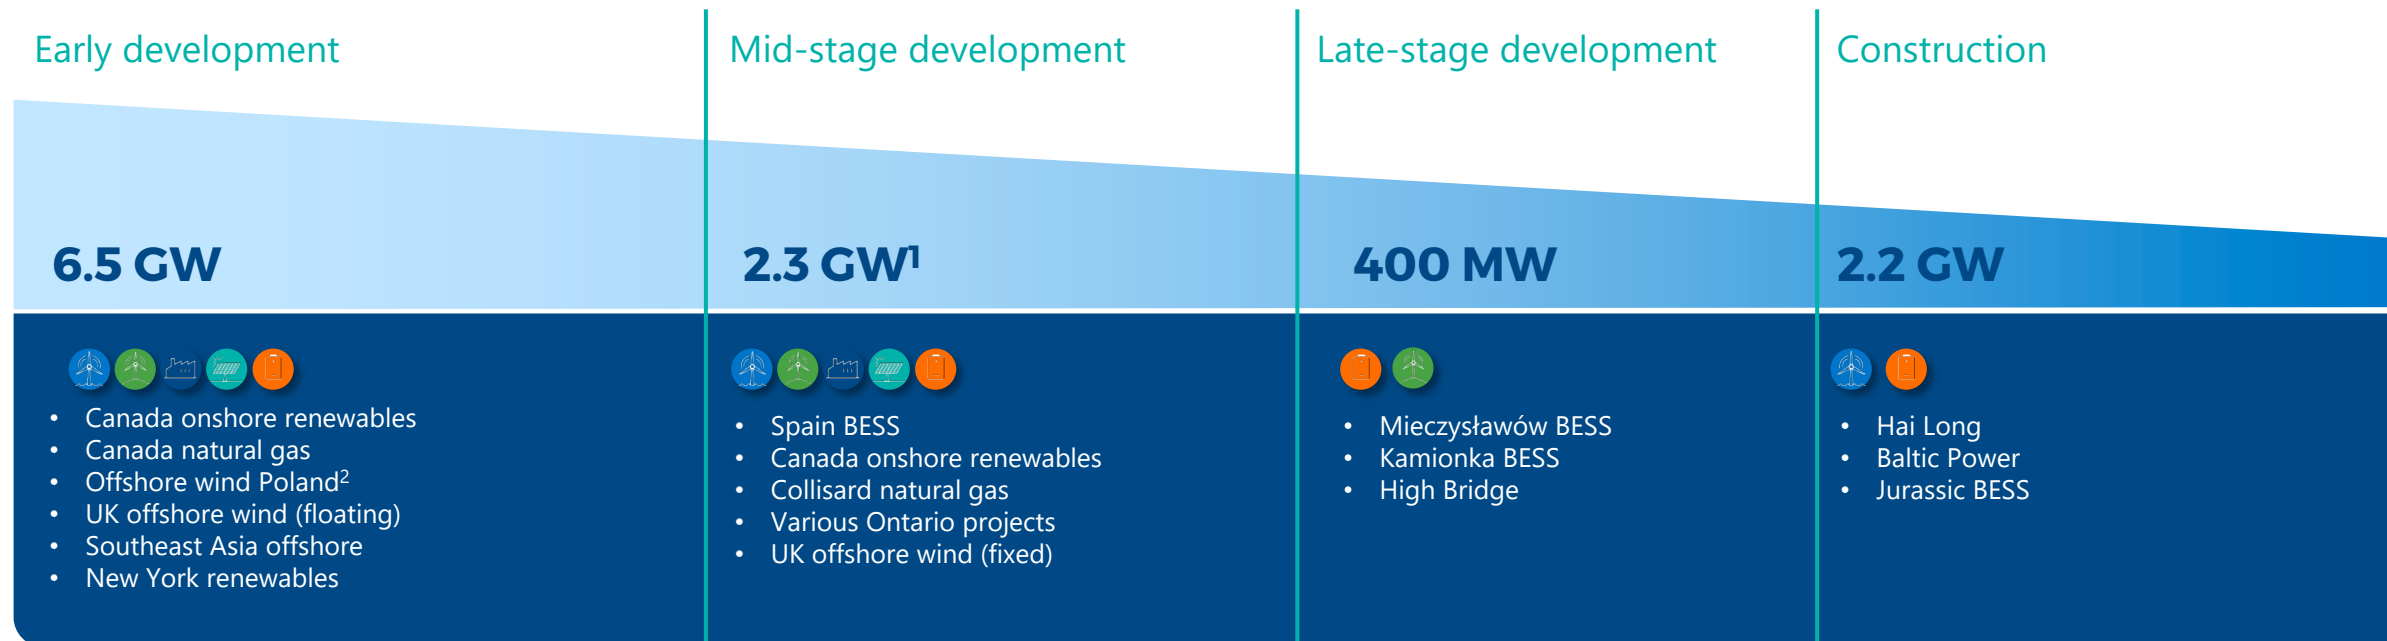 Early development
6.5 GW
• Canada onshore renewables
• Canada natural gas
• Offshore wind Poland²
• UK offshore wind (floating)
• Southeast Asia offshore
• New York renewables
Mid-stage development
2.3 GW¹
• Spain BESS
• Canada onshore renewables
• Collisard natural gas
• Various Ontario projects
• UK offshore wind (fixed)
Late-stage development
400 MW
• Mieczysławów BESS
• Kamionka BESS
• High Bridge
Construction
2.2 GW
• Hai Long
• Baltic Power
• Jurassic BESS